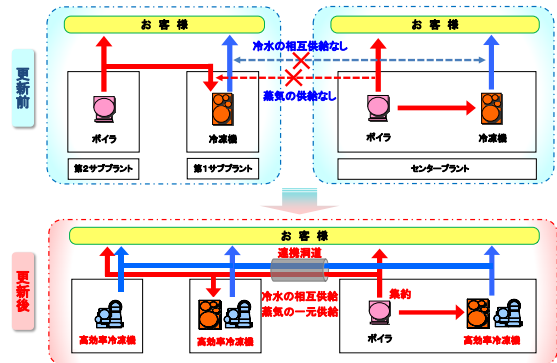 更新前
お 客 様
お 客 様
冷水の相互供給なし
蒸気の供給なし
ボイラ
冷凍機
ボイラ
冷凍機
第2サブプラント
第1サブプラント
センタープラント
更新後
お 客 様
連携洞道
冷水の相互供給
蒸気の一元供給
集約
ボイラ
高効率冷凍機
高効率冷凍機
高効率冷凍機